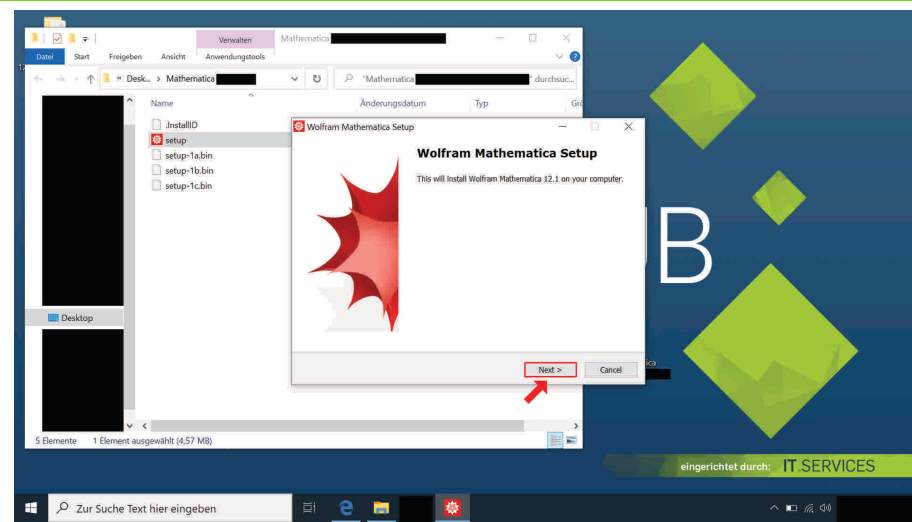 Verwalten
Mathematica
Datei Start Freigeben Ansicht Anwendungstools
« Desk... › Mathematica
"Mathematica " durchsuc...
Name Änderungsdatum Typ Grö
.InstallID
setup
setup-1a.bin
setup-1b.bin
setup-1c.bin
Desktop
5 Elemente 1 Element ausgewählt (4,57 MB)
Wolfram Mathematica Setup
Wolfram Mathematica Setup
This will install Wolfram Mathematica 12.1 on your computer.
Next > Cancel
UB
ica
eingerichtet durch: IT.SERVICES
Zur Suche Text hier eingeben